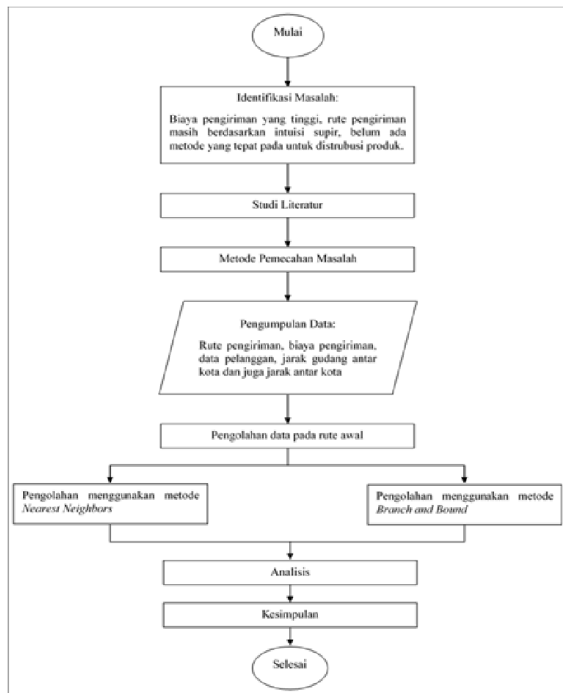 Mulai
Identifikasi Masalah:
Biaya pengiriman yang tinggi, rute pengiriman
masih berdasarkan intuisi supir, belum ada
metode yang tepat pada untuk distrubusi produk.
Studi Literatur
Metode Pemecahan Masalah
Pengumpulan Data:
Rute pengiriman, biaya pengiriman,
data pelanggan, jarak gudang antar
kota dan juga jarak antar kota
Pengolahan data pada rute awal
Pengolahan menggunakan metode
Nearest Neighbors
Pengolahan menggunakan metode
Branch and Bound
Analisis
Kesimpulan
Selesai